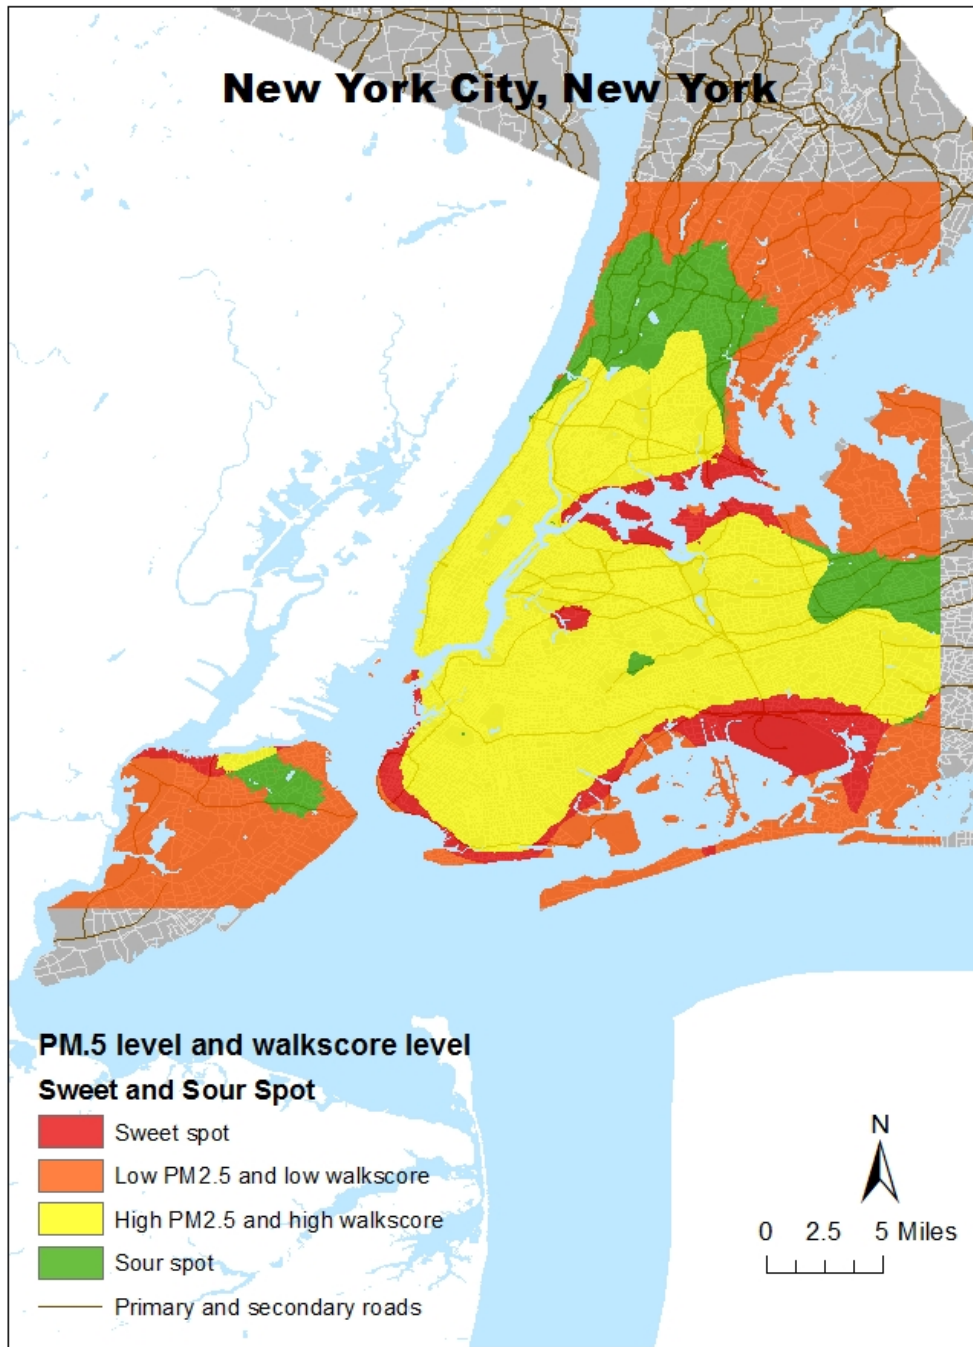 New York City, New York
PM.5 level and walkscore level
Sweet and Sour Spot
Sweet spot
Low PM2.5 and low walkscore
High PM2.5 and high walkscore
Sour spot
Primary and secondary roads
N
0 2.5 5 Miles